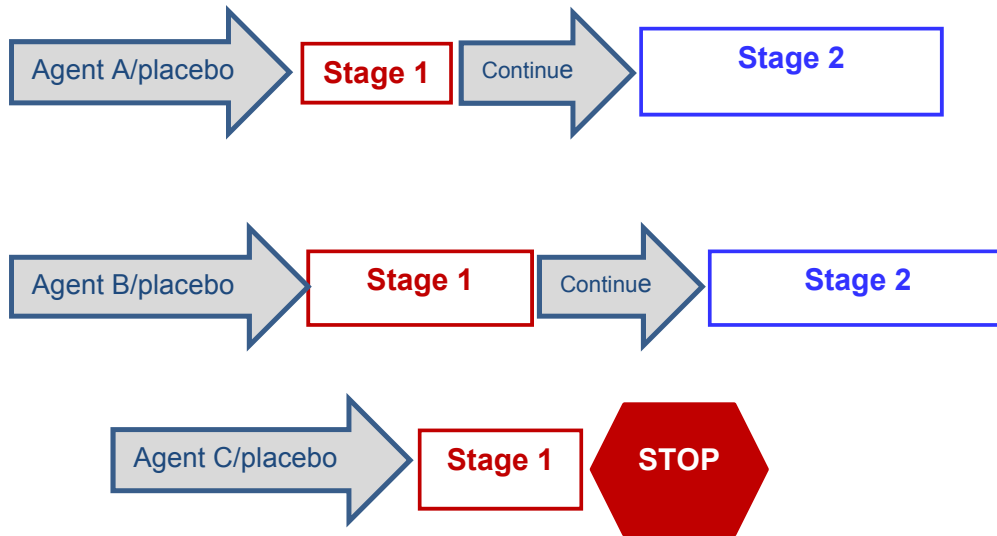 Agent A/placebo
Stage 1
Continue
Stage 2
Agent B/placebo
Stage 1
Continue
Stage 2
Agent C/placebo
Stage 1
STOP